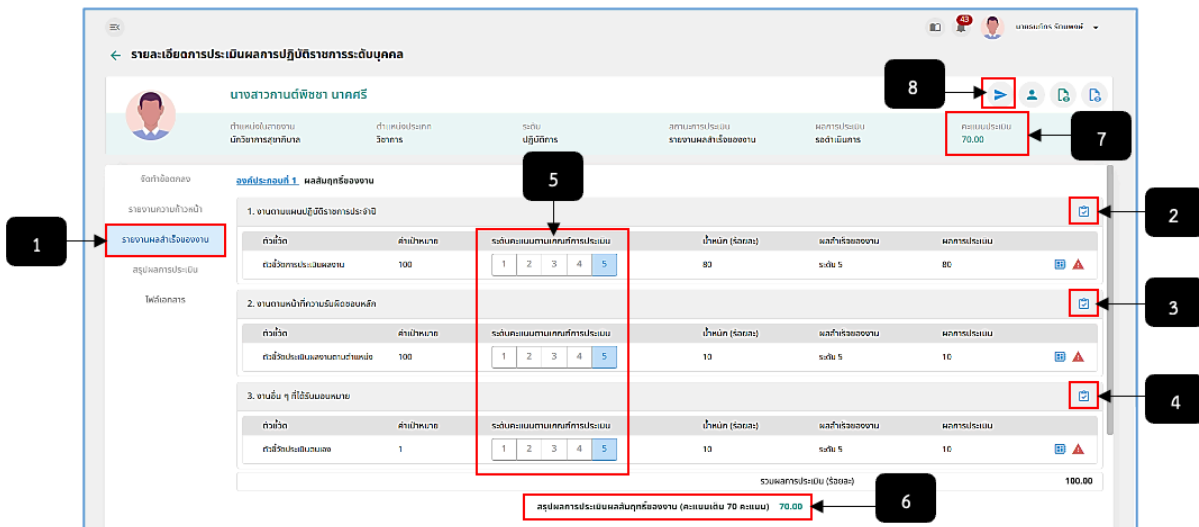 43
นายธนภัทร รัตนพงษ์
← รายละเอียดการประเมินผลการปฏิบัติราชการระดับบุคคล
8
นางสาวกานต์พิชชา นาคศรี
ตำแหน่งในสายงาน ตำแหน่งประเภท ระดับ สถานะการประเมิน ผลการประเมิน คะแนนประเมิน
นักวิชาการสุขาภิบาล วิชาการ ปฏิบัติการ รายงานผลสำเร็จของงาน รอดำเนินการ 70.00
7
จัดทำข้อตกลง
องค์ประกอบที่ 1 ผลสัมฤทธิ์ของงาน
5
รายงานความก้าวหน้า
1. งานตามแผนปฏิบัติราชการประจำปี
2
1
รายงานผลสำเร็จของงาน
ตัวชี้วัด ค่าเป้าหมาย ระดับคะแนนตามเกณฑ์การประเมิน น้ำหนัก (ร้อยละ) ผลสำเร็จของงาน ผลการประเมิน
ตัวชี้วัดการประเมินผลงาน 100 1 2 3 4 5 80 ระดับ 5 80
สรุปผลการประเมิน
ไฟล์เอกสาร
2. งานตามหน้าที่ความรับผิดชอบหลัก
3
ตัวชี้วัด ค่าเป้าหมาย ระดับคะแนนตามเกณฑ์การประเมิน น้ำหนัก (ร้อยละ) ผลสำเร็จของงาน ผลการประเมิน
ตัวชี้วัดประเมินผลงานตามตำแหน่ง 100 1 2 3 4 5 10 ระดับ 5 10
3. งานอื่น ๆ ที่ได้รับมอบหมาย
4
ตัวชี้วัด ค่าเป้าหมาย ระดับคะแนนตามเกณฑ์การประเมิน น้ำหนัก (ร้อยละ) ผลสำเร็จของงาน ผลการประเมิน
ตัวชี้วัดประเมินตนเอง 1 1 2 3 4 5 10 ระดับ 5 10
รวมผลการประเมิน (ร้อยละ) 100.00
สรุปผลการประเมินผลสัมฤทธิ์ของงาน (คะแนนเต็ม 70 คะแนน) 70.00
6